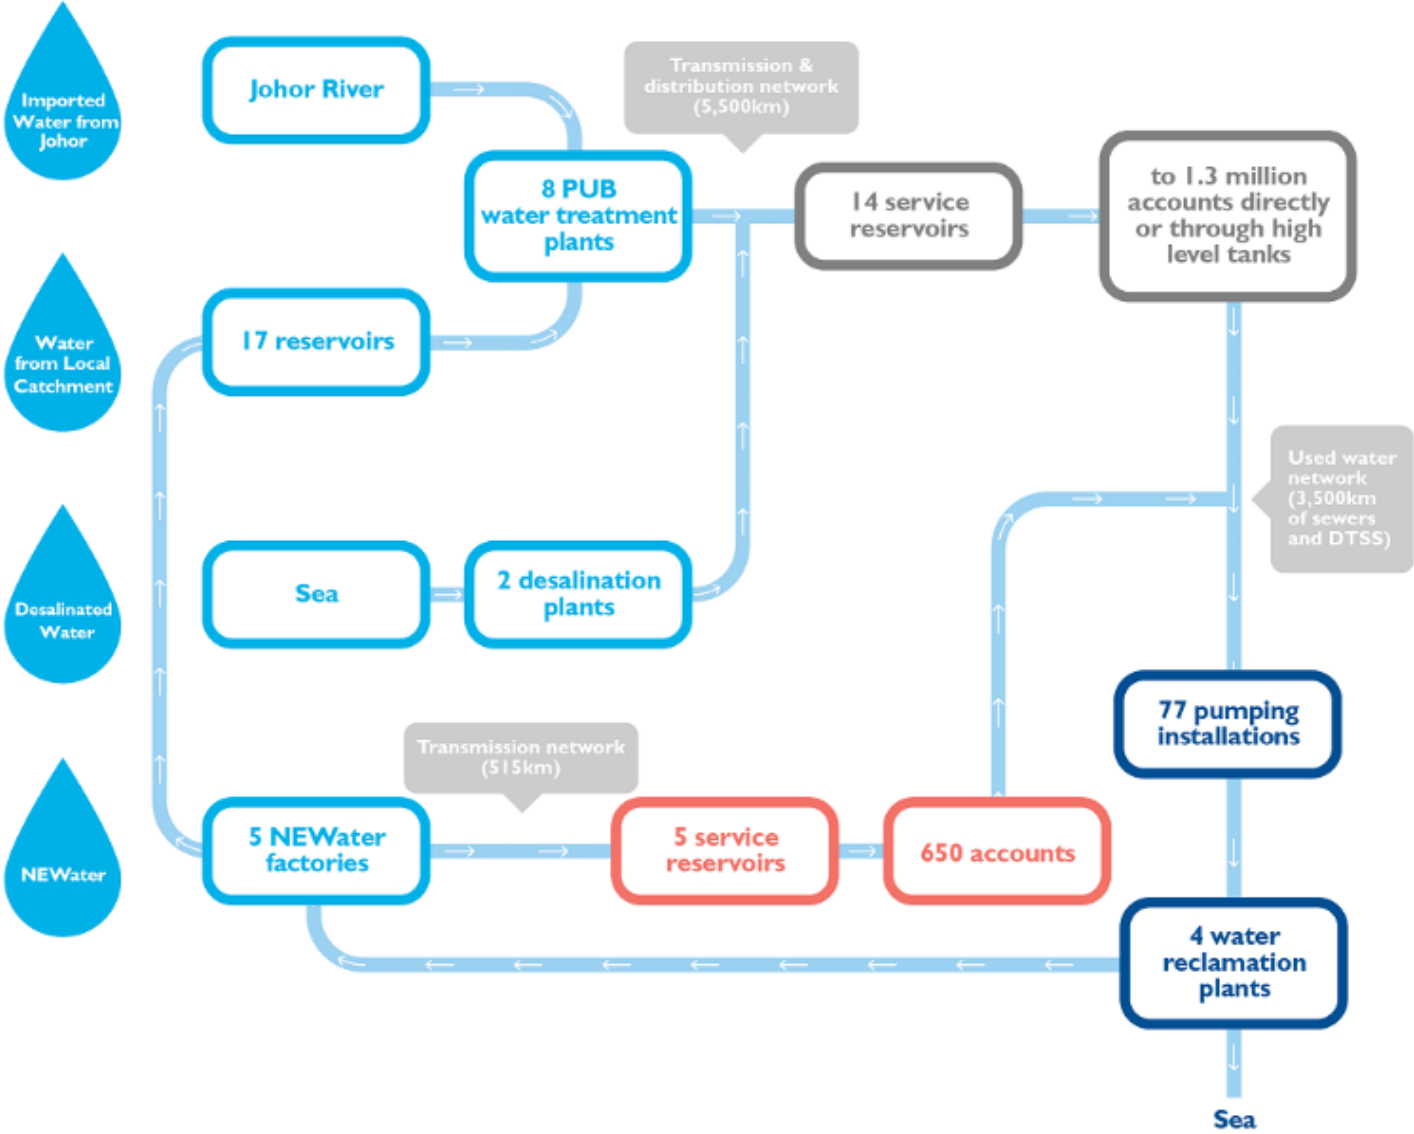 Imported
Water from
Johor
Johor River
Transmission &
distribution network
(5,500km)
8 PUB
water treatment
plants
14 service
reservoirs
to 1.3 million
accounts directly
or through high
level tanks
Water
from Local
Catchment
17 reservoirs
Used water
network
(3,500km
of sewers
and DTSS)
Desalinated
Water
Sea
2 desalination
plants
77 pumping
installations
Transmission network
(515km)
NEWater
5 NEWater
factories
5 service
reservoirs
650 accounts
4 water
reclamation
plants
Sea